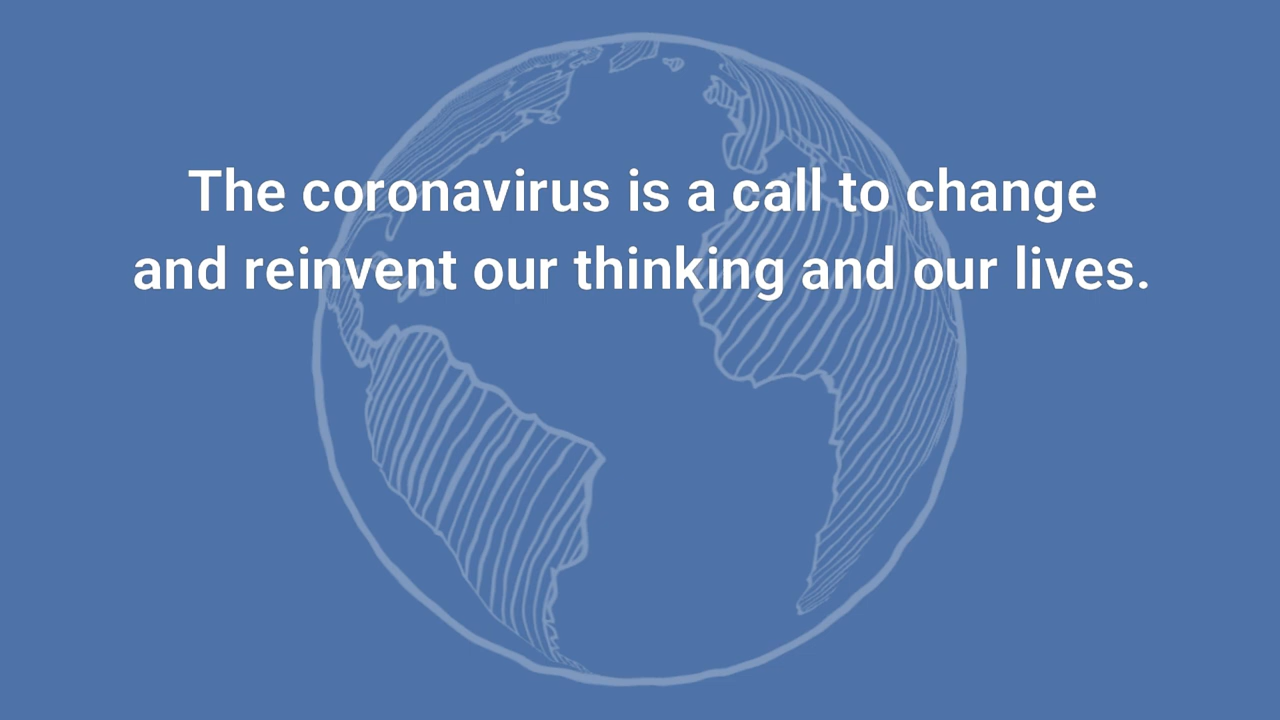 The coronavirus is a call to change
and reinvent our thinking and our lives.